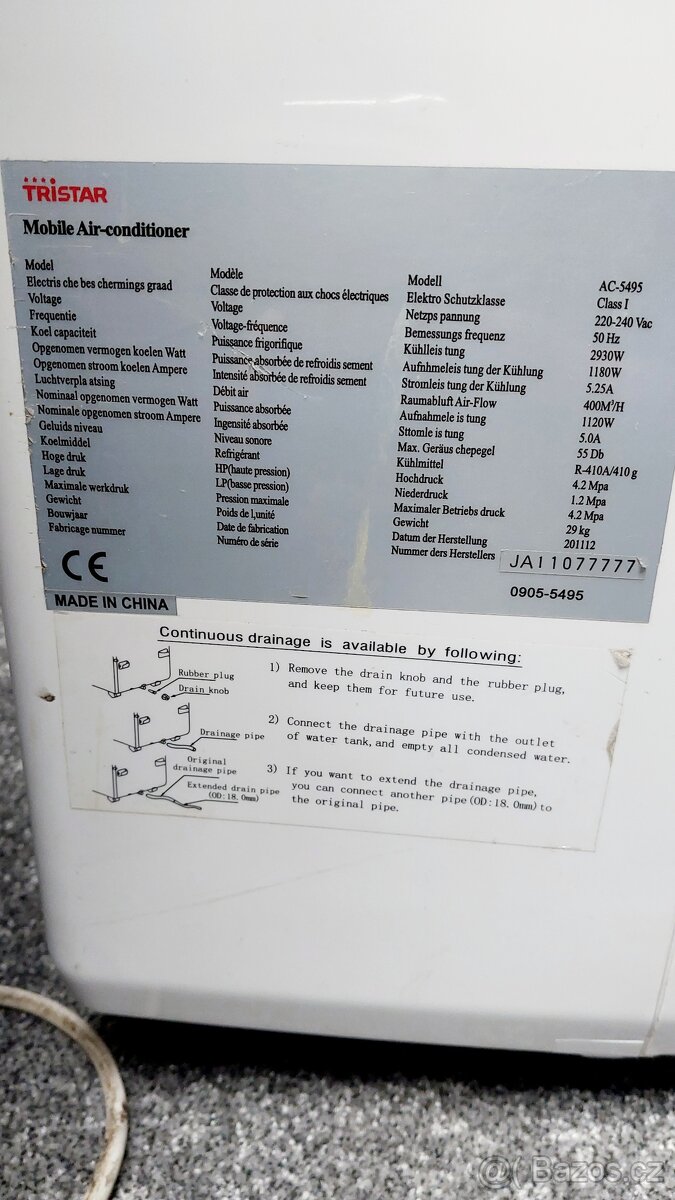 TRISTAR
Mobile Air-conditioner
Model
Electris che bes chermings graad
Voltage
Frequentie
Koel capaciteit
Opgenomen vermogen koelen Watt
Opgenomen stroom koelen Ampere
Luchtverpla atsing
Nominaal opgenomen vermogen Watt
Nominale opgenomen stroom Ampere
Geluids niveau
Koelmiddel
Hoge druk
Lage druk
Maximale werkdruk
Gewicht
Bouwjaar
Fabricage nummer
Modèle
Classe de protection aux chocs électriques
Voltage
Voltage-fréquence
Puissance frigorifique
Puissance absorbée de refroidis sement
Intensité absorbée de refroidis sement
Débit air
Puissance absorbée
Ingensité absorbée
Niveau sonore
Refrigérant
HP(haute pression)
LP(basse pression)
Pression maximale
Poids de l,unité
Date de fabrication
Numéro de série
Modell
Elektro Schutzklasse
Netzps pannung
Bemessungs frequenz
Kühlleis tung
Aufnhmeleis tung der Kühlung
Stromleis tung der Kühlung
Raumabluft Air-Flow
Aufnahmele is tung
Sttomle is tung
Max. Geräus chepegel
Kühlmittel
Hochdruck
Niederdruck
Maximaler Betriebs druck
Gewicht
Datum der Herstellung
Nummer ders Herstellers
AC-5495
Class I
220-240 Vac
50 Hz
2930W
1180W
5.25A
400M³/H
1120W
5.0A
55 Db
R-410A/410 g
4.2 Mpa
1.2 Mpa
4.2 Mpa
29 kg
201112
JA11077777
0905-5495
CE
MADE IN CHINA
Continuous drainage is available by following:
Rubber plug
Drain knob
1) Remove the drain knob and the rubber plug,
and keep them for future use.
Drainage pipe
2) Connect the drainage pipe with the outlet
of water tank, and empty all condensed water.
Original
drainage pipe
Extended drain pipe
(OD:18.0mm)
3) If you want to extend the drainage pipe,
you can connect another pipe(OD:18.0mm)to
the original pipe.
@( Bazos.cz